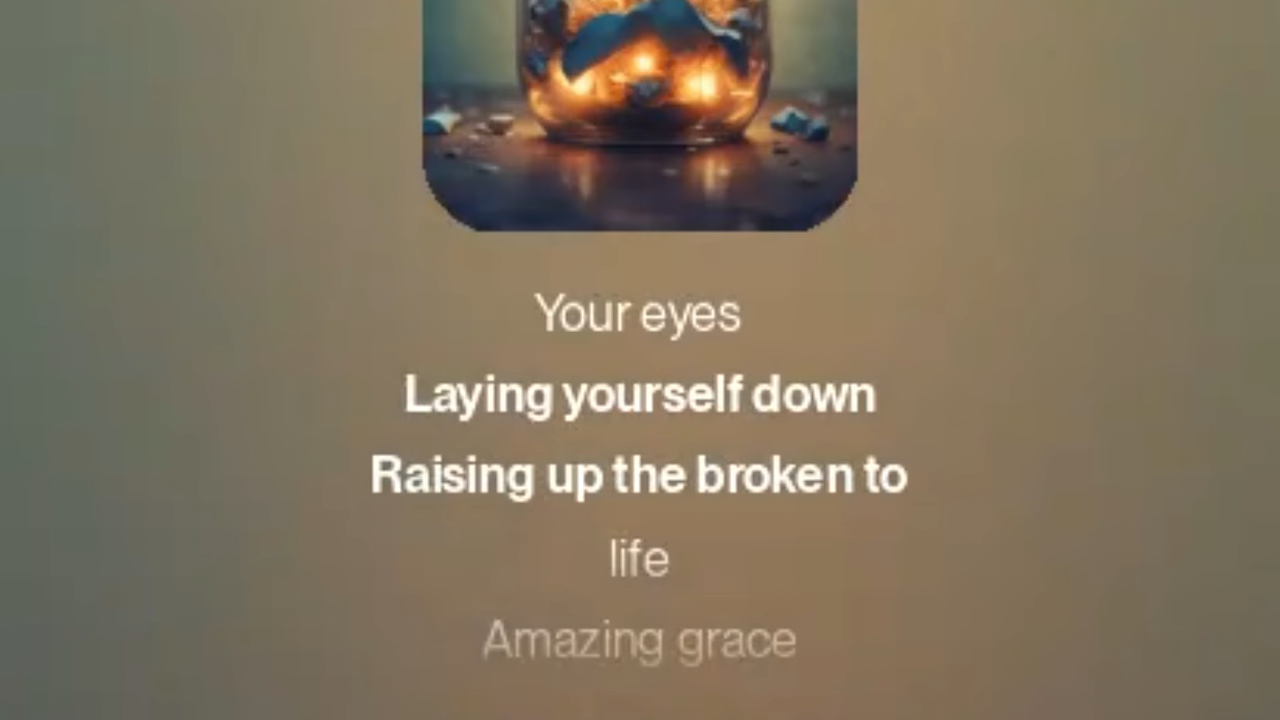 Your eyes
Laying yourself down
Raising up the broken to
life
Amazing grace